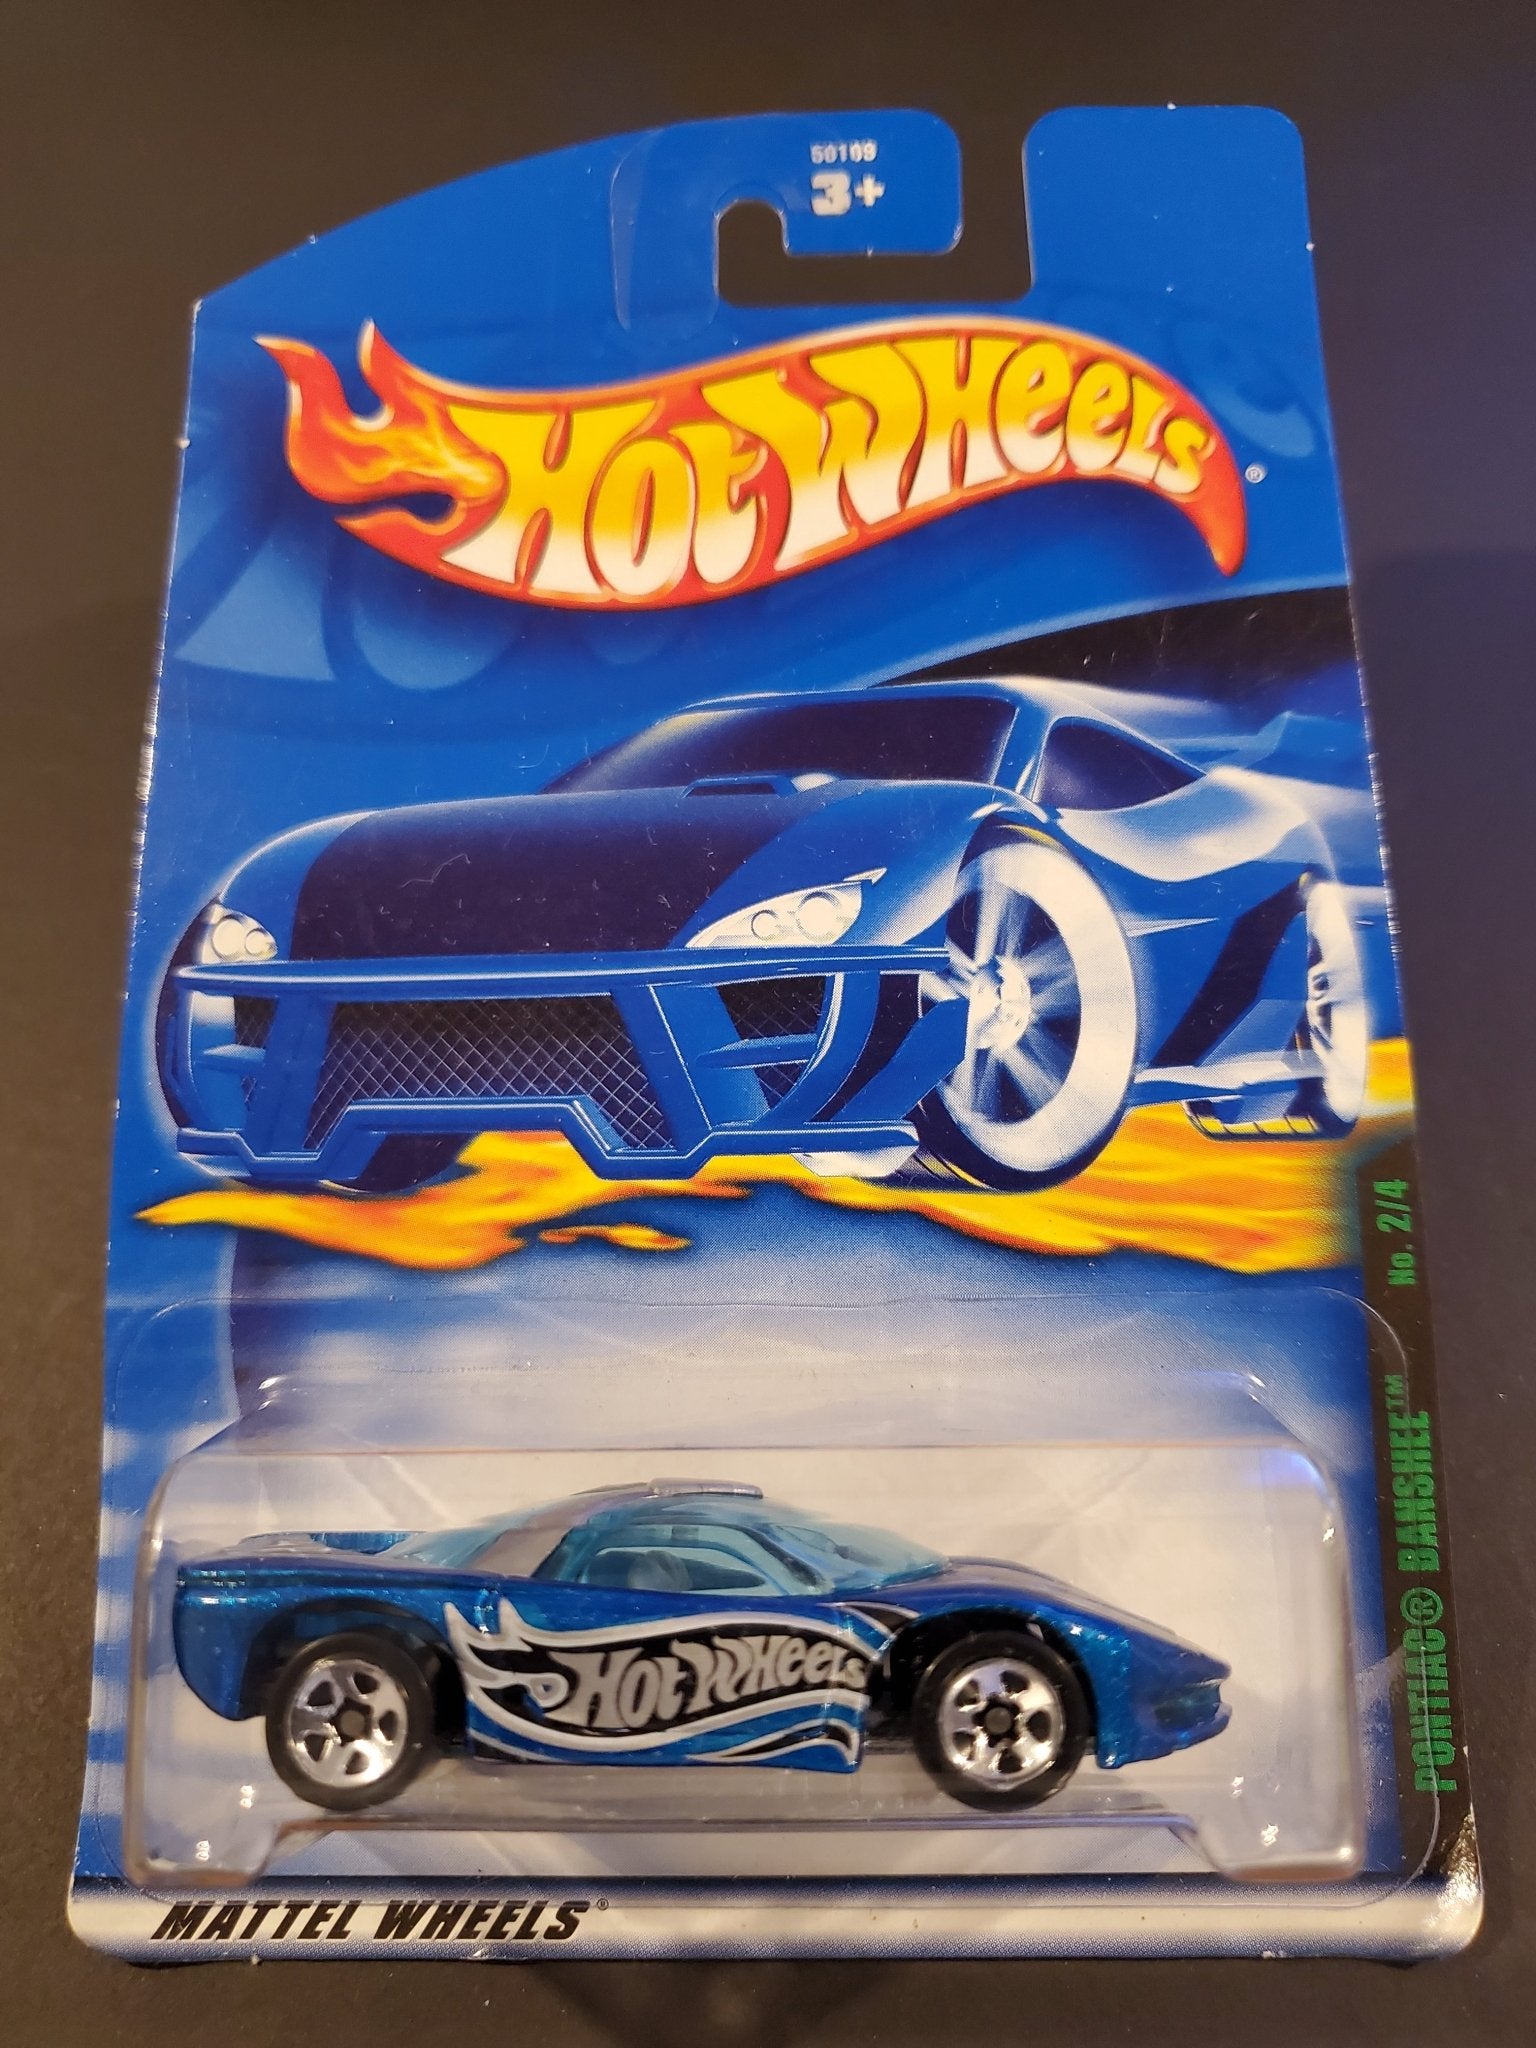 50109
3+
HOT WHEELS®
No. 2/4
PONTIAC® BANSHEE™
HOT WHEELS
MATTEL WHEELS®